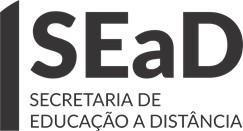 SEaD
SECRETARIA DE
EDUCAÇÃO A DISTÂNCIA